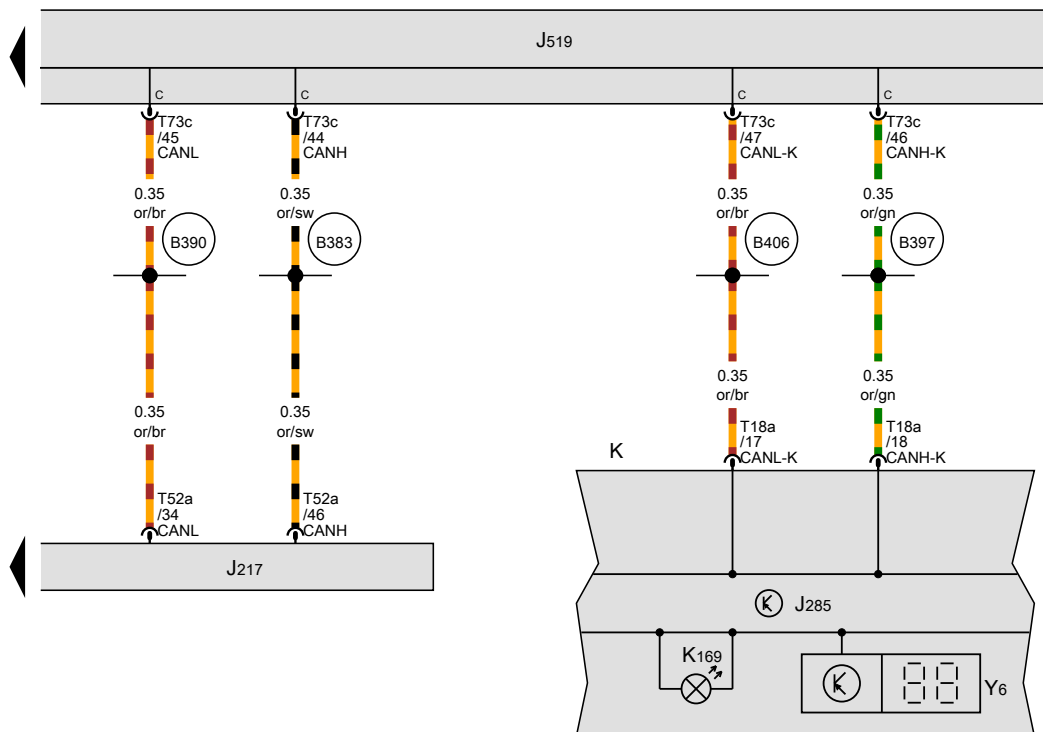 J519
c c c c
T73c T73c T73c T73c
/45 /44 /47 /46
CANL CANH CANL-K CANH-K
0.35 0.35 0.35 0.35
or/br or/sw or/br or/gn
B390 B383 B406 B397
0.35 0.35
or/br or/gn
0.35 0.35
or/br or/sw
T18a T18a
/17 /18
K CANL-K CANH-K
T52a T52a
/34 /46
CANL CANH
J217
J285
K169
Y6